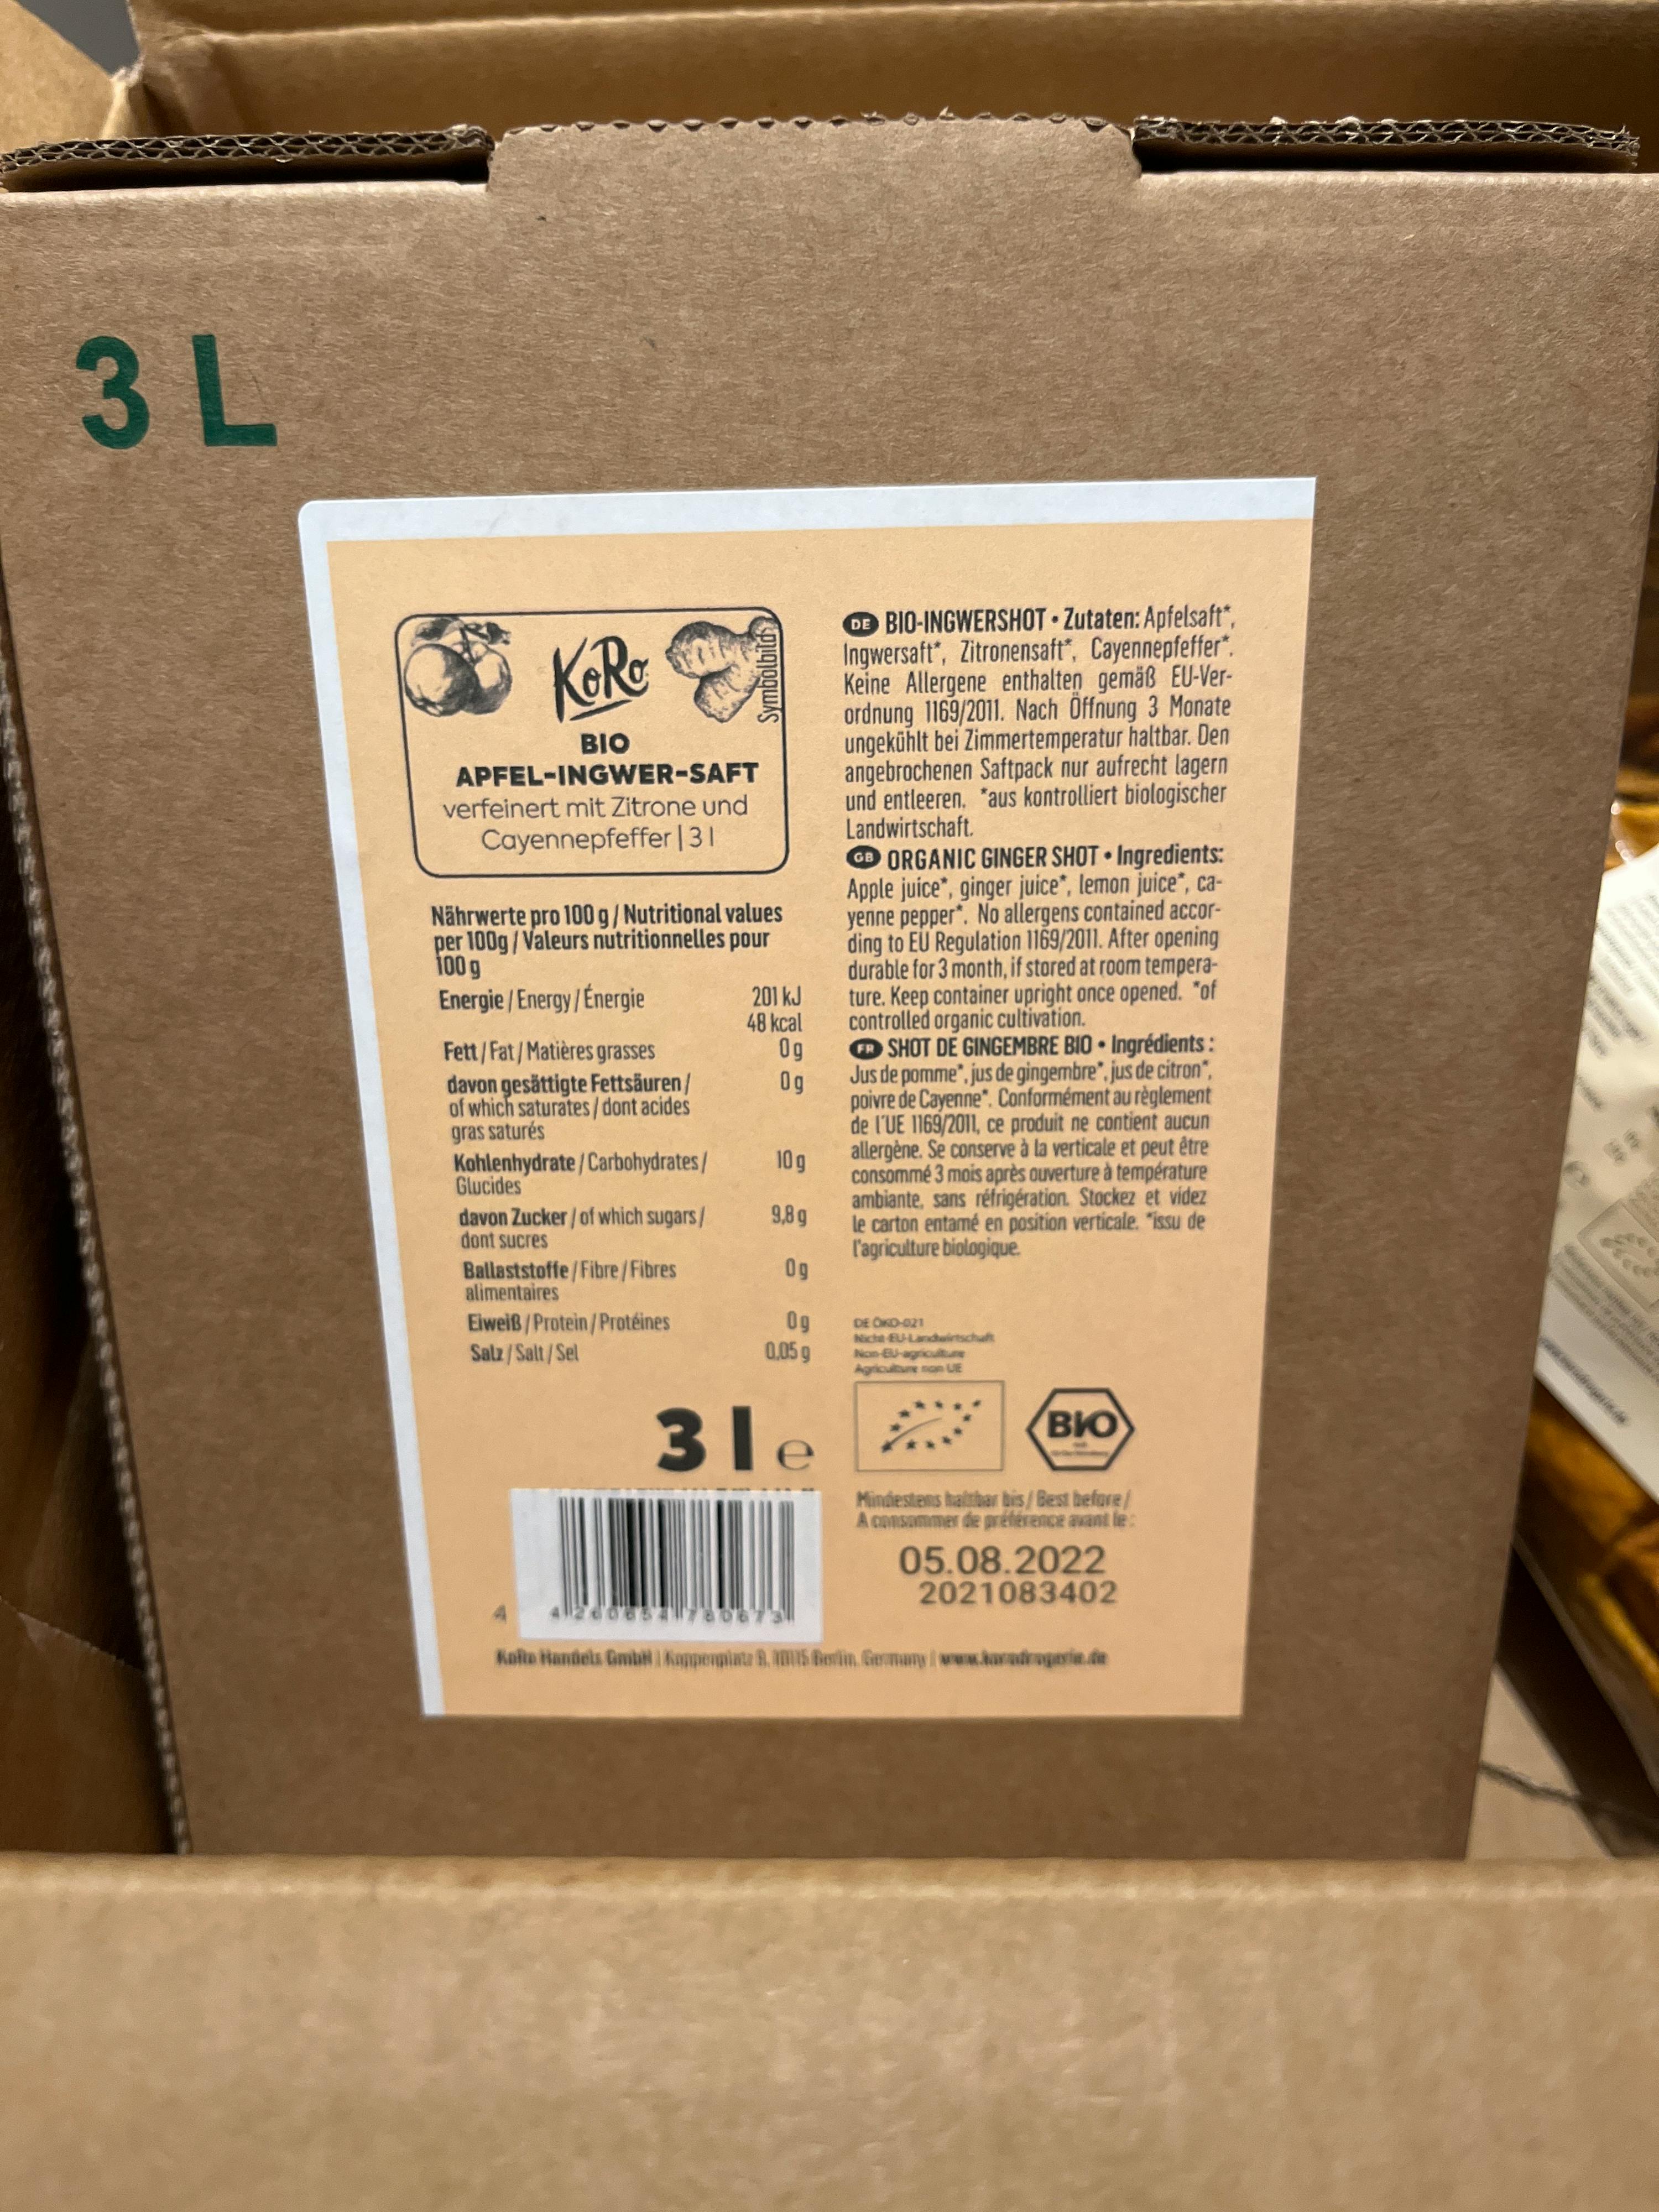 3 L
KoRo
Symbolbild
BIO
APFEL-INGWER-SAFT
verfeinert mit Zitrone und
Cayennepfeffer | 3 l
Nährwerte pro 100 g / Nutritional values
per 100g / Valeurs nutritionnelles pour
100 g
Energie / Energy / Énergie 201 kJ
48 kcal
Fett / Fat / Matières grasses 0 g
davon gesättigte Fettsäuren / 0 g
of which saturates / dont acides
gras saturés
Kohlenhydrate / Carbohydrates / 10 g
Glucides
davon Zucker / of which sugars / 9,8 g
dont sucres
Ballaststoffe / Fibre / Fibres 0 g
alimentaires
Eiweiß / Protein / Protéines 0 g
Salz / Salt / Sel 0,05 g
3 l e
4 4 260654 780673
DE BIO-INGWERSHOT • Zutaten: Apfelsaft*,
Ingwersaft*, Zitronensaft*, Cayennepfeffer*.
Keine Allergene enthalten gemäß EU-Ver-
ordnung 1169/2011. Nach Öffnung 3 Monate
ungekühlt bei Zimmertemperatur haltbar. Den
angebrochenen Saftpack nur aufrecht lagern
und entleeren. *aus kontrolliert biologischer
Landwirtschaft.
GB ORGANIC GINGER SHOT • Ingredients:
Apple juice*, ginger juice*, lemon juice*, ca-
yenne pepper*. No allergens contained accor-
ding to EU Regulation 1169/2011. After opening
durable for 3 month, if stored at room tempera-
ture. Keep container upright once opened. *of
controlled organic cultivation.
FR SHOT DE GINGEMBRE BIO • Ingrédients :
Jus de pomme*, jus de gingembre*, jus de citron*,
poivre de Cayenne*. Conformément au règlement
de l'UE 1169/2011, ce produit ne contient aucun
allergène. Se conserve à la verticale et peut être
consommé 3 mois après ouverture à température
ambiante, sans réfrigération. Stockez et videz
le carton entamé en position verticale. *issu de
l'agriculture biologique.
DE ÖKO-021
Nicht-EU-Landwirtschaft
Non-EU-agriculture
Agriculture non UE
BIO
Mindestens haltbar bis / Best before /
A consommer de préférence avant le :
05.08.2022
2021083402
KoRo Handels GmbH | Koppenplatz 9, 10115 Berlin, Germany | www.korodrogerie.de